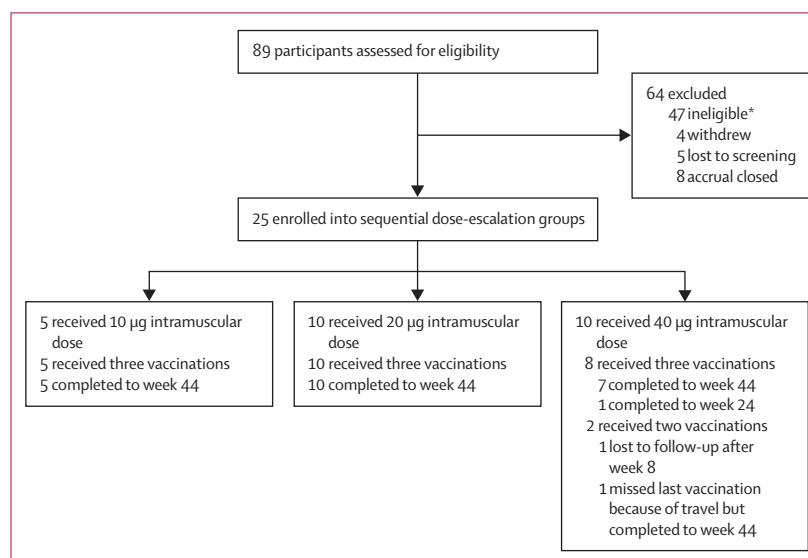 89 participants assessed for eligibility
64 excluded
47 ineligible*
4 withdrew
5 lost to screening
8 accrual closed
25 enrolled into sequential dose-escalation groups
5 received 10 μg intramuscular
dose
5 received three vaccinations
5 completed to week 44
10 received 20 μg intramuscular
dose
10 received three vaccinations
10 completed to week 44
10 received 40 μg intramuscular
dose
8 received three vaccinations
7 completed to week 44
1 completed to week 24
2 received two vaccinations
1 lost to follow-up after
week 8
1 missed last vaccination
because of travel but
completed to week 44